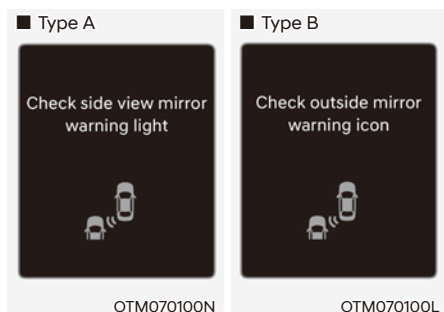 ■ Type A
Check side view mirror
warning light
OTM070100N
■ Type B
Check outside mirror
warning icon
OTM070100L